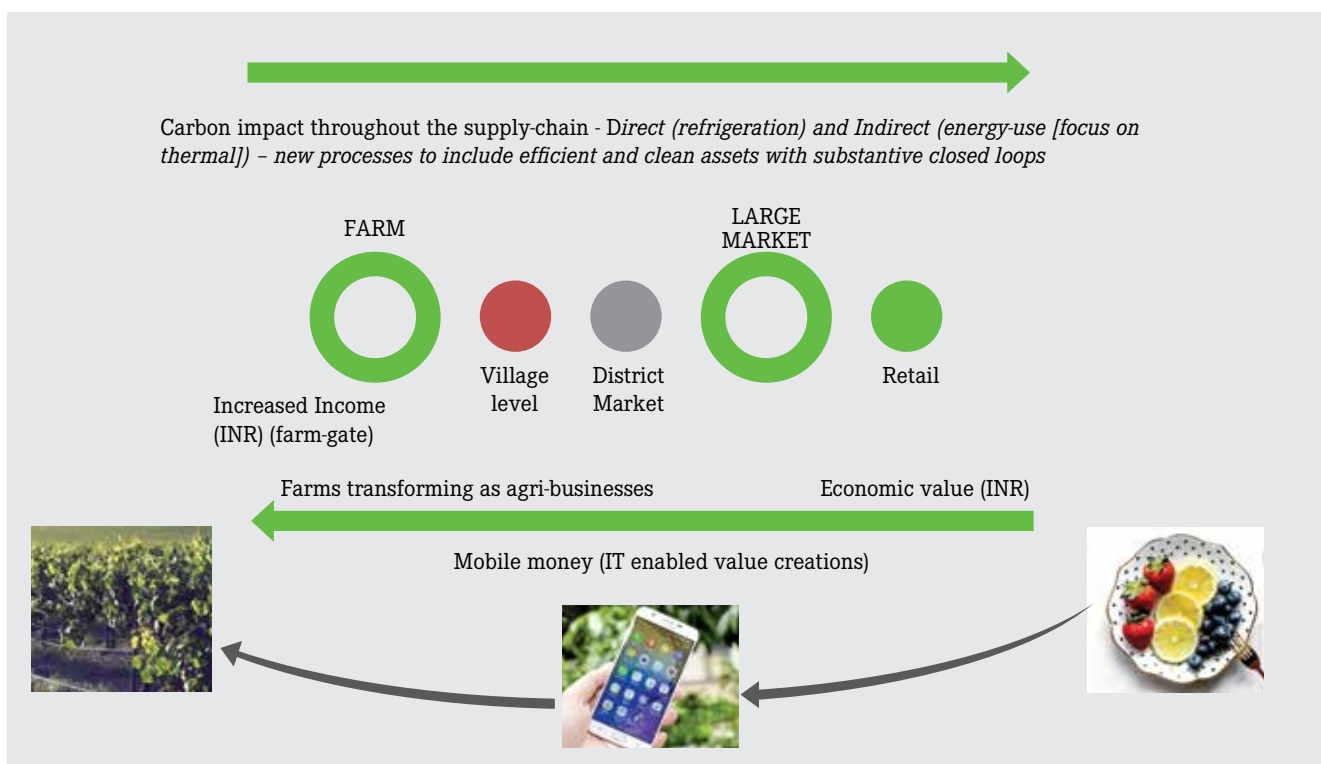 Carbon impact throughout the supply-chain - Direct (refrigeration) and Indirect (energy-use [focus on
thermal]) – new processes to include efficient and clean assets with substantive closed loops
FARM
LARGE
MARKET
Village
level
District
Market
Retail
Increased Income
(INR) (farm-gate)
Farms transforming as agri-businesses
Economic value (INR)
Mobile money (IT enabled value creations)